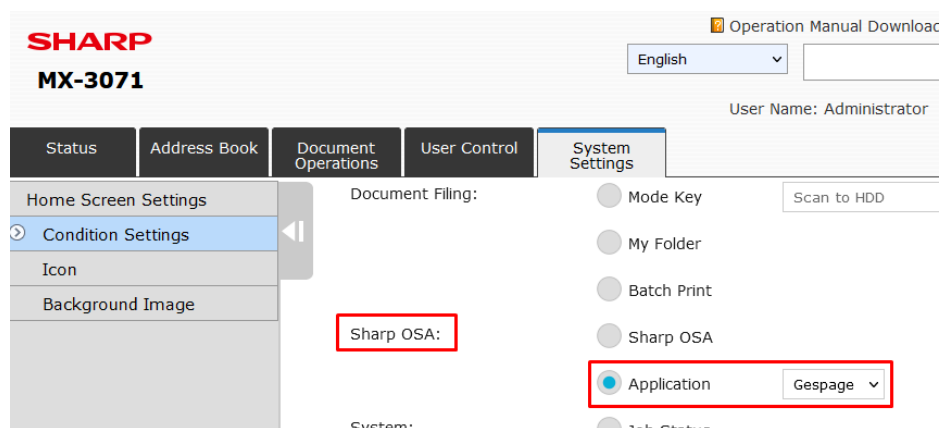 Operation Manual Download
SHARP
English
MX-3071
User Name: Administrator
Status
Address Book
Document Operations
User Control
System Settings
Home Screen Settings
Document Filing:
Mode Key
Scan to HDD
Condition Settings
My Folder
Icon
Background Image
Batch Print
Sharp OSA:
Sharp OSA
Application
Gespage
System:
Job Status